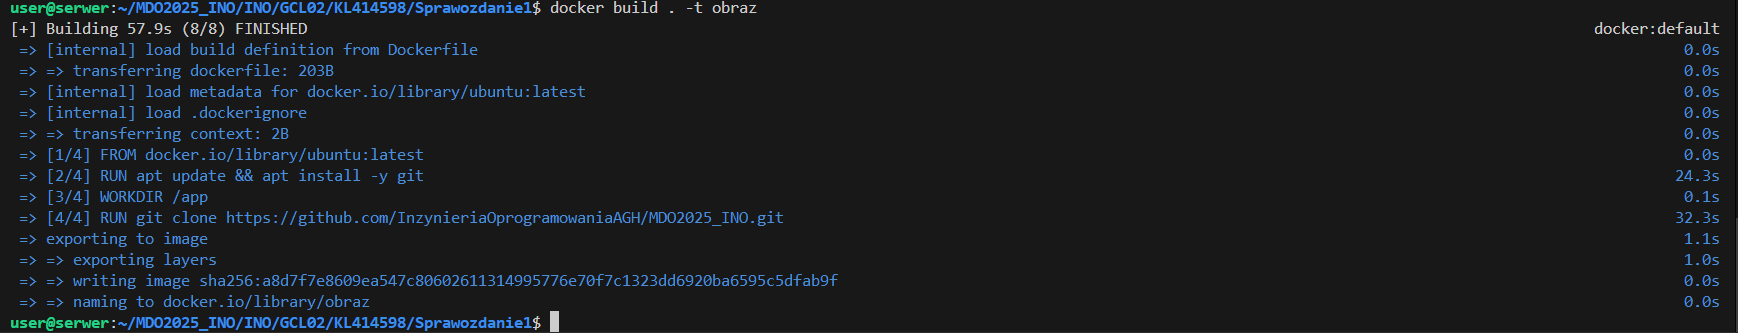 user@serwer:~/MDO2025_INO/INO/GCL02/KL414598/Sprawozdanie1$ docker build . -t obraz
[+] Building 57.9s (8/8) FINISHED docker:default
=> [internal] load build definition from Dockerfile 0.0s
=> => transferring dockerfile: 203B 0.0s
=> [internal] load metadata for docker.io/library/ubuntu:latest 0.0s
=> [internal] load .dockerignore 0.0s
=> => transferring context: 2B 0.0s
=> [1/4] FROM docker.io/library/ubuntu:latest 0.0s
=> [2/4] RUN apt update && apt install -y git 24.3s
=> [3/4] WORKDIR /app 0.1s
=> [4/4] RUN git clone https://github.com/InzynieriaOprogramowaniaAGH/MDO2025_INO.git 32.3s
=> exporting to image 1.1s
=> => exporting layers 1.0s
=> => writing image sha256:a8d7f7e8609ea547c80602611314995776e70f7c1323dd6920ba6595c5dfab9f 0.0s
=> => naming to docker.io/library/obraz 0.0s
user@serwer:~/MDO2025_INO/INO/GCL02/KL414598/Sprawozdanie1$